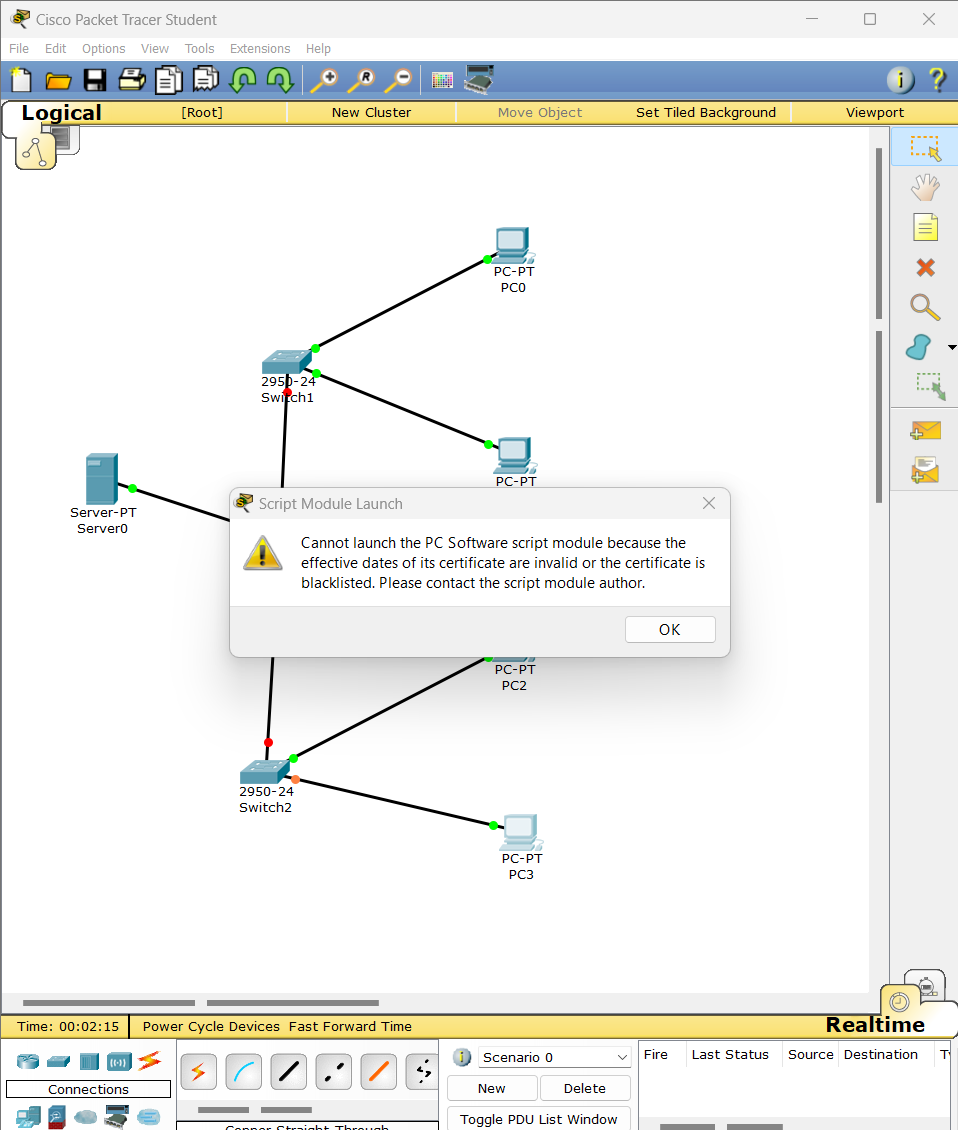 Cisco Packet Tracer Student
File Edit Options View Tools Extensions Help
Logical [Root] New Cluster Move Object Set Tiled Background Viewport
PC-PT
PC0
2950-24
Switch1
PC-PT
Server-PT
Server0
Script Module Launch
Cannot launch the PC Software script module because the
effective dates of its certificate are invalid or the certificate is
blacklisted. Please contact the script module author.
OK
PC-PT
PC2
2950-24
Switch2
PC-PT
PC3
Time: 00:02:15 Power Cycle Devices Fast Forward Time
Realtime
Scenario 0
Fire Last Status Source Destination
Connections
New Delete
Toggle PDU List Window
Copper Straight-Through